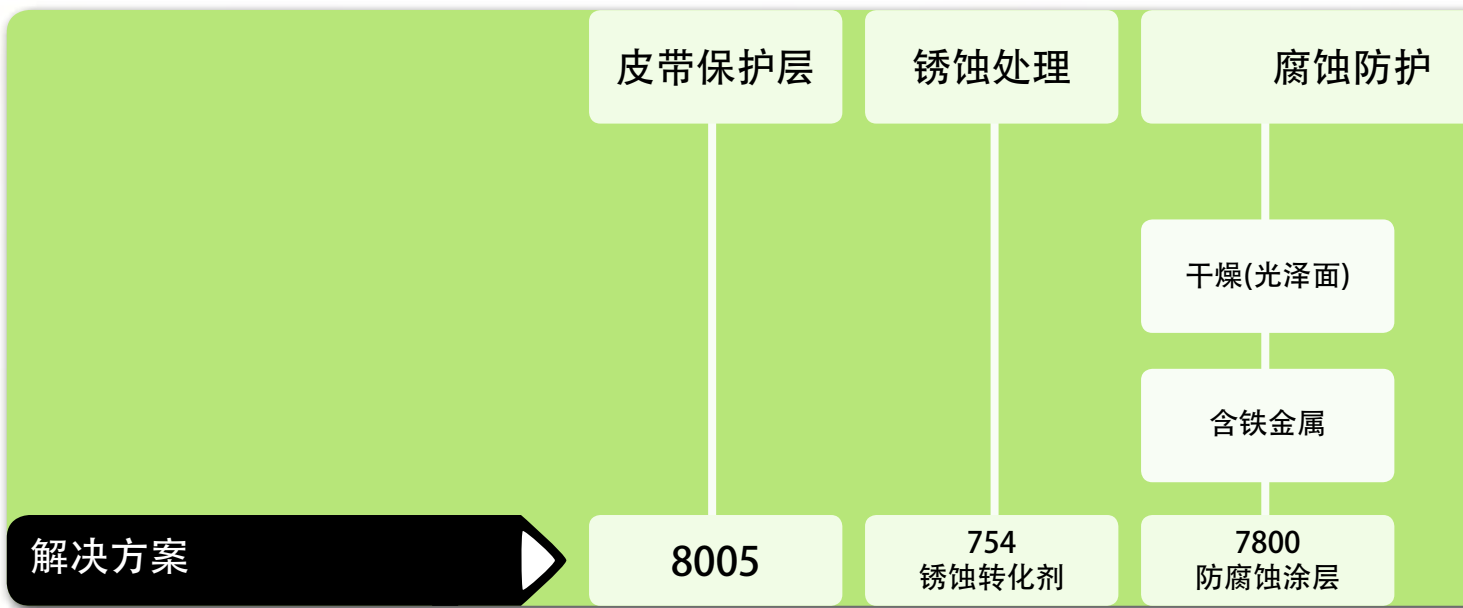 皮带保护层
锈蚀处理
腐蚀防护
干燥(光泽面)
含铁金属
解决方案
8005
754
锈蚀转化剂
7800
防腐蚀涂层